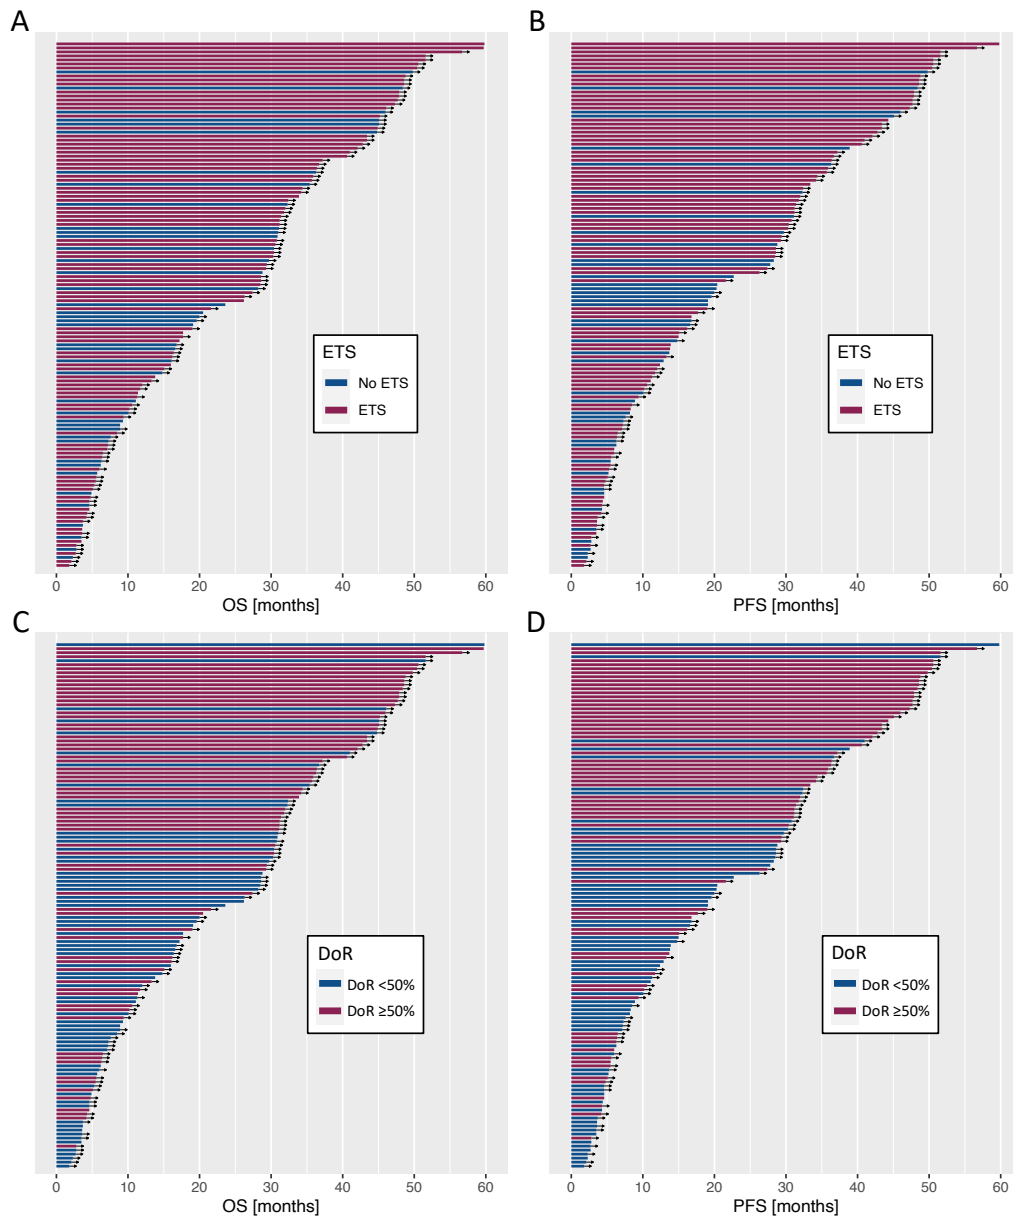 A
B
ETS
No ETS
ETS
ETS
No ETS
ETS
0 10 20 30 40 50 60
0 10 20 30 40 50 60
OS [months]
PFS [months]
C
D
DoR
DoR <50%
DoR ≥50%
DoR
DoR <50%
DoR ≥50%
0 10 20 30 40 50 60
0 10 20 30 40 50 60
OS [months]
PFS [months]